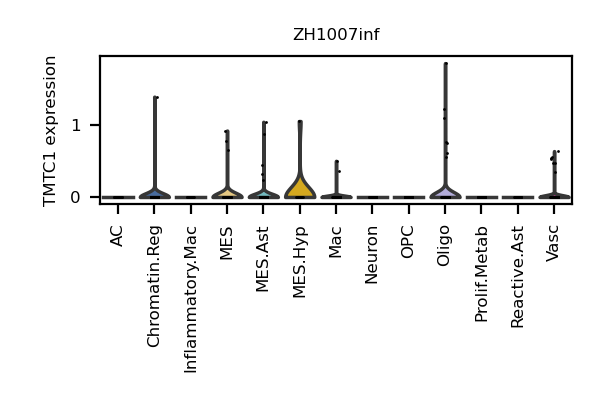 ZH1007inf
TMTC1 expression
1
0
AC
Chromatin.Reg
Inflammatory.Mac
MES
MES.Ast
MES.Hyp
Mac
Neuron
OPC
Oligo
Prolif.Metab
Reactive.Ast
Vasc